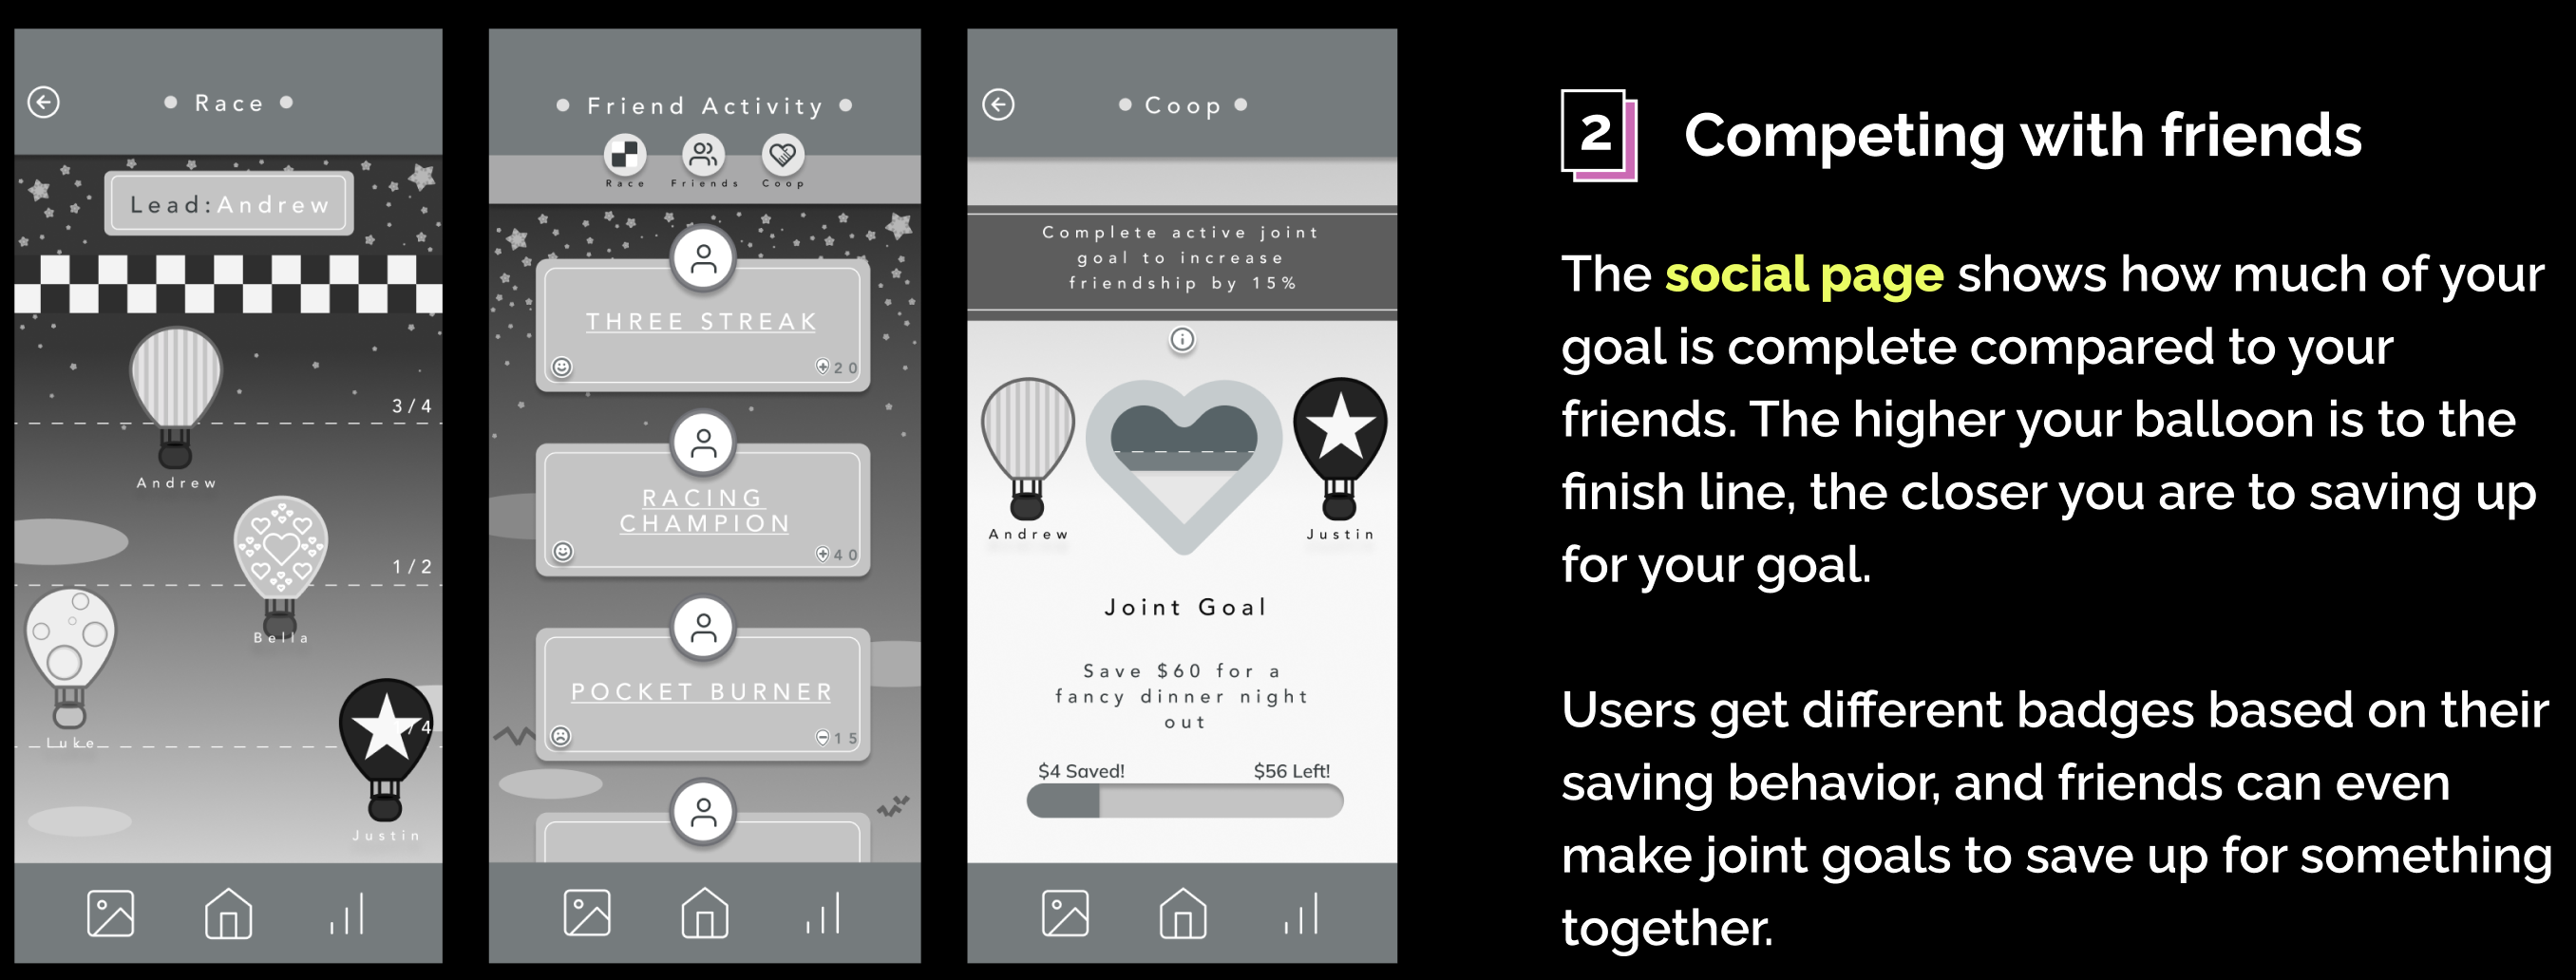 Race
Lead:Andrew
3/4
Andrew
1/2
Bella
/4
Luke
Justin
Friend Activity
Race Friends Coop
THREE STREAK
20
RACING
CHAMPION
40
POCKET BURNER
15
Coop
Complete active joint
goal to increase
friendship by 15%
Andrew
Justin
Joint Goal
Save $60 for a
fancy dinner night
out
$4 Saved! $56 Left!
2 Competing with friends
The social page shows how much of your
goal is complete compared to your
friends. The higher your balloon is to the
finish line, the closer you are to saving up
for your goal.
Users get different badges based on their
saving behavior, and friends can even
make joint goals to save up for something
together.